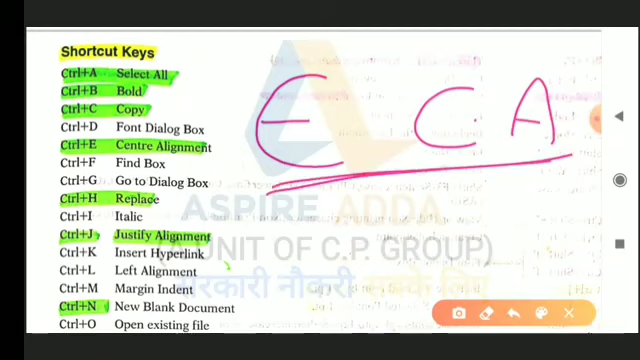 Shortcut Keys
Ctrl+A Select All
Ctrl+B Bold
Ctrl+C Copy
Ctrl+D Font Dialog Box
Ctrl+E Centre Alignment
Ctrl+F Find Box
Ctrl+G Go to Dialog Box
Ctrl+H Replace
Ctrl+I Italic
Ctrl+J Justify Alignment
Ctrl+K Insert Hyperlink
Ctrl+L Left Alignment
Ctrl+M Margin Indent
Ctrl+N New Blank Document
Ctrl+O Open existing file
E C A
ASPIRE ADDA
(A UNIT OF C.P. GROUP)
सरकारी नौकरी